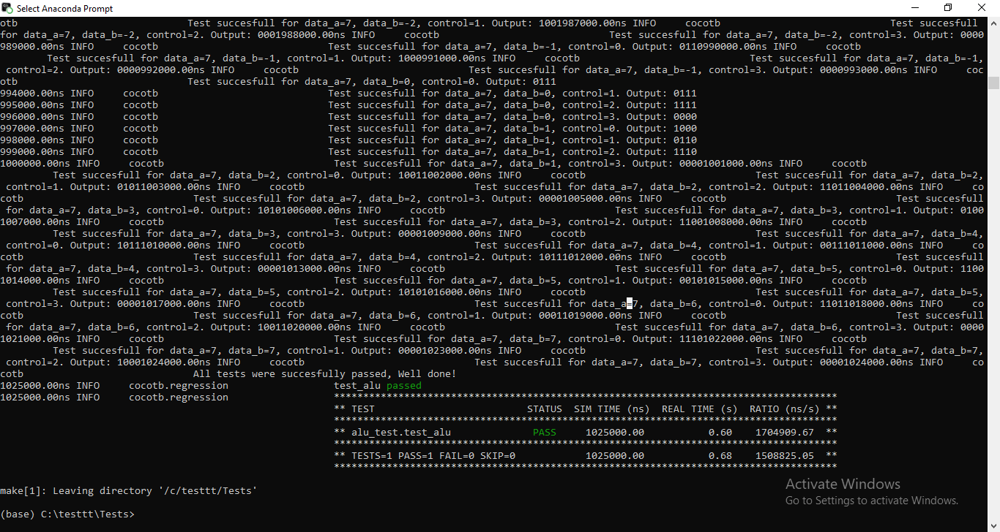 Select Anaconda Prompt
otb Test succesfull for data_a=7, data_b=-2, control=1. Output: 1001987000.00ns INFO cocotb Test succesfull
for data_a=7, data_b=-2, control=2. Output: 0001988000.00ns INFO cocotb Test succesfull for data_a=7, data_b=-2, control=3. Output: 0000
989000.00ns INFO cocotb Test succesfull for data_a=7, data_b=-1, control=0. Output: 0110990000.00ns INFO cocotb
Test succesfull for data_a=7, data_b=-1, control=1. Output: 1000991000.00ns INFO cocotb Test succesfull for data_a=7, data_b=-1,
control=2. Output: 0000992000.00ns INFO cocotb Test succesfull for data_a=7, data_b=-1, control=3. Output: 0000993000.00ns INFO coc
otb Test succesfull for data_a=7, data_b=0, control=0. Output: 0111
994000.00ns INFO cocotb Test succesfull for data_a=7, data_b=0, control=1. Output: 0111
995000.00ns INFO cocotb Test succesfull for data_a=7, data_b=0, control=2. Output: 1111
996000.00ns INFO cocotb Test succesfull for data_a=7, data_b=0, control=3. Output: 0000
997000.00ns INFO cocotb Test succesfull for data_a=7, data_b=1, control=0. Output: 1000
998000.00ns INFO cocotb Test succesfull for data_a=7, data_b=1, control=1. Output: 0110
999000.00ns INFO cocotb Test succesfull for data_a=7, data_b=1, control=2. Output: 1110
1000000.00ns INFO cocotb Test succesfull for data_a=7, data_b=1, control=3. Output: 00001001000.00ns INFO cocotb
Test succesfull for data_a=7, data_b=2, control=0. Output: 10011002000.00ns INFO cocotb Test succesfull for data_a=7, data_b=2,
control=1. Output: 01011003000.00ns INFO cocotb Test succesfull for data_a=7, data_b=2, control=2. Output: 11011004000.00ns INFO co
cotb Test succesfull for data_a=7, data_b=2, control=3. Output: 00001005000.00ns INFO cocotb Test succesfull
for data_a=7, data_b=3, control=0. Output: 10101006000.00ns INFO cocotb Test succesfull for data_a=7, data_b=3, control=1. Output: 0100
1007000.00ns INFO cocotb Test succesfull for data_a=7, data_b=3, control=2. Output: 11001008000.00ns INFO cocotb
Test succesfull for data_a=7, data_b=3, control=3. Output: 00001009000.00ns INFO cocotb Test succesfull for data_a=7, data_b=4,
control=0. Output: 10111010000.00ns INFO cocotb Test succesfull for data_a=7, data_b=4, control=1. Output: 00111011000.00ns INFO co
cotb Test succesfull for data_a=7, data_b=4, control=2. Output: 10111012000.00ns INFO cocotb Test succesfull
for data_a=7, data_b=4, control=3. Output: 00001013000.00ns INFO cocotb Test succesfull for data_a=7, data_b=5, control=0. Output: 1100
1014000.00ns INFO cocotb Test succesfull for data_a=7, data_b=5, control=1. Output: 00101015000.00ns INFO cocotb
Test succesfull for data_a=7, data_b=5, control=2. Output: 10101016000.00ns INFO cocotb Test succesfull for data_a=7, data_b=5,
control=3. Output: 00001017000.00ns INFO cocotb Test succesfull for data_a=7, data_b=6, control=0. Output: 11011018000.00ns INFO co
cotb Test succesfull for data_a=7, data_b=6, control=1. Output: 00011019000.00ns INFO cocotb Test succesfull
for data_a=7, data_b=6, control=2. Output: 10011020000.00ns INFO cocotb Test succesfull for data_a=7, data_b=6, control=3. Output: 0000
1021000.00ns INFO cocotb Test succesfull for data_a=7, data_b=7, control=0. Output: 11101022000.00ns INFO cocotb
Test succesfull for data_a=7, data_b=7, control=1. Output: 00001023000.00ns INFO cocotb Test succesfull for data_a=7, data_b=7,
control=2. Output: 10001024000.00ns INFO cocotb Test succesfull for data_a=7, data_b=7, control=3. Output: 00001024000.00ns INFO co
cotb All tests were succesfully passed, Well done!
1025000.00ns INFO cocotb.regression test_alu passed
1025000.00ns INFO cocotb.regression **************************************************************************************
** TEST STATUS SIM TIME (ns) REAL TIME (s) RATIO (ns/s) **
**************************************************************************************
** alu_test.test_alu PASS 1025000.00 0.60 1704909.67 **
**************************************************************************************
** TESTS=1 PASS=1 FAIL=0 SKIP=0 1025000.00 0.68 1508825.05 **
**************************************************************************************
make[1]: Leaving directory '/c/testtt/Tests'
(base) C:\testtt\Tests>
Activate Windows
Go to Settings to activate Windows.